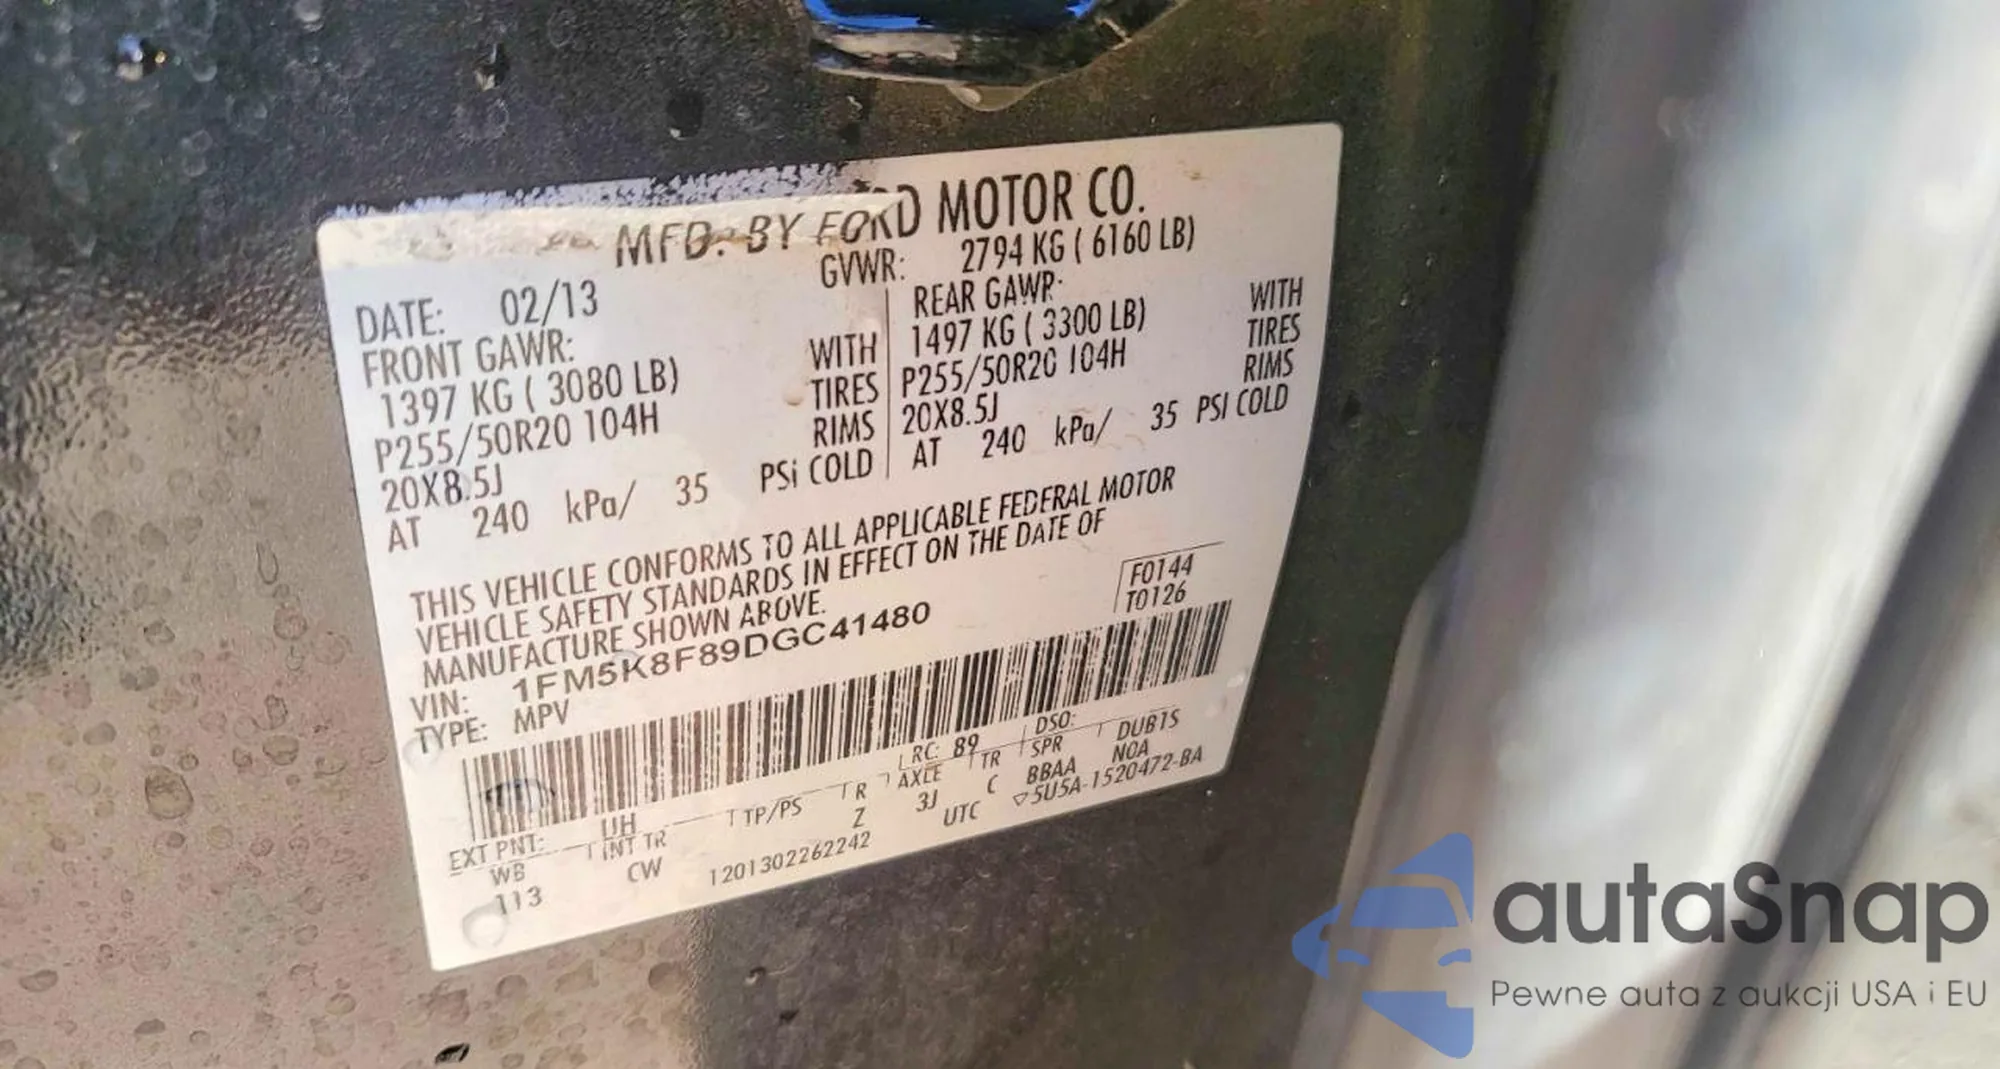 MFD. BY FORD MOTOR CO.
DATE: 02/13
GVWR: 2794 KG ( 6160 LB)
FRONT GAWR:
1397 KG ( 3080 LB) WITH
P255/50R20 104H TIRES
20X8.5J RIMS
AT 240 kPa/ 35 PSi COLD
REAR GAWR:
1497 KG ( 3300 LB) WITH
P255/50R20 104H TIRES
20X8.5J RIMS
AT 240 kPa/ 35 PSI COLD
THIS VEHICLE CONFORMS TO ALL APPLICABLE FEDERAL MOTOR
VEHICLE SAFETY STANDARDS IN EFFECT ON THE DATE OF
MANUFACTURE SHOWN ABOVE.
F0144
T0126
VIN: 1FM5K8F89DGC41480
TYPE: MPV
EXT PNT: UH RC: 89 DSO:
WB INT TR TP/PS R AXLE TR SPR DUB1S
113 CW Z 3J C BBAA NOA
1201302262242 UTC ▽5U5A-1520472-BA
autaSnap
Pewne auta z aukcji USA i EU